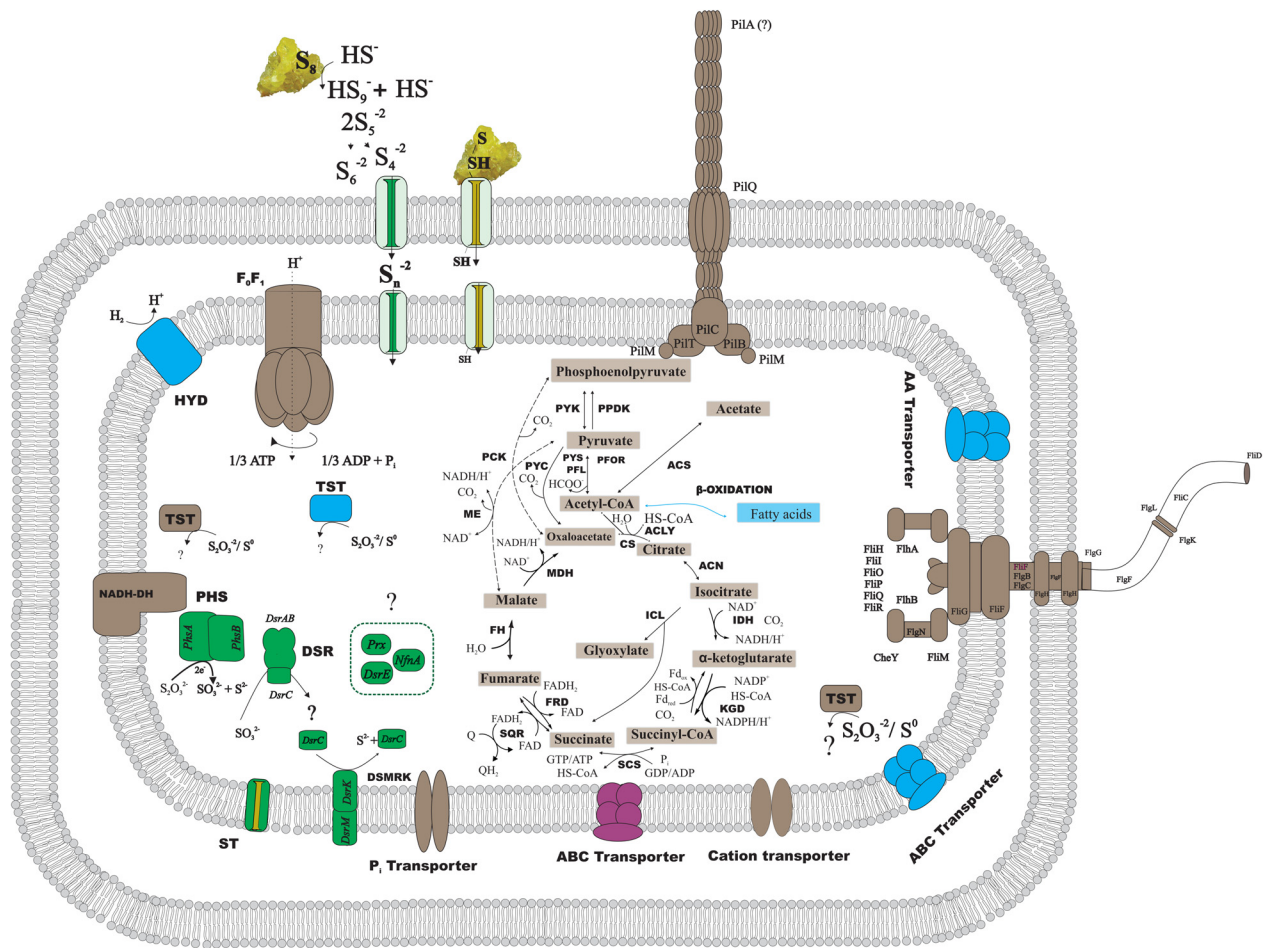 PilA (?)
S₈ HS⁻
HS₉⁻ + HS⁻
2S₅⁻²
S₆⁻² S₄⁻²
S
SH
PilQ
SH
Sₙ⁻²
SH
H⁺
F₀F₁
H₂ H⁺
HYD
1/3 ATP 1/3 ADP + Pᵢ
PilC
PilT PilB
PilM PilM
Phosphoenolpyruvate
PYK PPDK
CO₂
Acetate
Pyruvate
PCK
PYC PYS PFOR
PFL
CO₂ HCOO⁻
ACS
NADH/H⁺
CO₂
ME
NAD⁺
Acetyl-CoA
β-OXIDATION
Fatty acids
H₂O HS-CoA
ACLY
CS
Oxaloacetate
Citrate
NADH/H⁺
NAD⁺
MDH
ACN
Malate
Isocitrate
ICL
NAD⁺
IDH CO₂
NADH/H⁺
FH
H₂O
Glyoxylate
α-ketoglutarate
Fumarate
FADH₂
FRD
FAD
Fdₒₓ
HS-CoA
Fd_red
CO₂
NADP⁺
HS-CoA
KGD
NADPH/H⁺
FADH₂
Q SQR
FAD
QH₂
Succinate
Succinyl-CoA
GTP/ATP
HS-CoA
SCS
Pᵢ
GDP/ADP
TST
S₂O₃⁻²/ S⁰
?
TST
S₂O₃⁻²/ S⁰
?
NADH-DH
PHS
PhsA PhsB
2e⁻
S₂O₃²⁻ SO₃²⁻ + S²⁻
DsrAB
DSR
DsrC
SO₃²⁻
?
?
Prx
NfnA
DsrE
DsrC
S²⁻+ DsrC
DSMRK
DsrK
DsrM
ST
Pᵢ Transporter
ABC Transporter
Cation transporter
ABC Transporter
TST
S₂O₃⁻²/ S⁰
?
AA Transporter
FliH
FliI
FliO
FliP
FliQ
FliR
FlhA
FlhB
FlgN
CheY FliM
FliG
FliF
FliF
FlgB
FlgC
FlgH
FlgF
FlgH
FlgG
FlgF
FlgL
FliC
FlgK
FliD